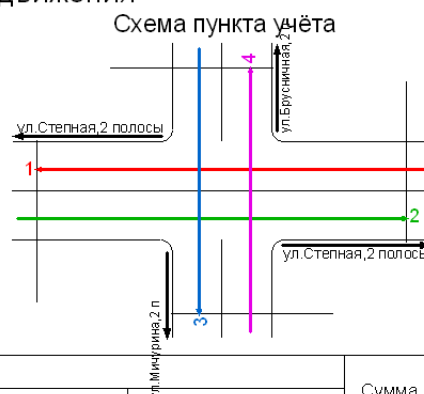 движения
Схема пункта учёта
4
ул.Брусничная,2 п
ул.Степная,2 полосы
1
2
ул.Степная,2 полосы
3
ул.Мичурина,2 п
Сумма